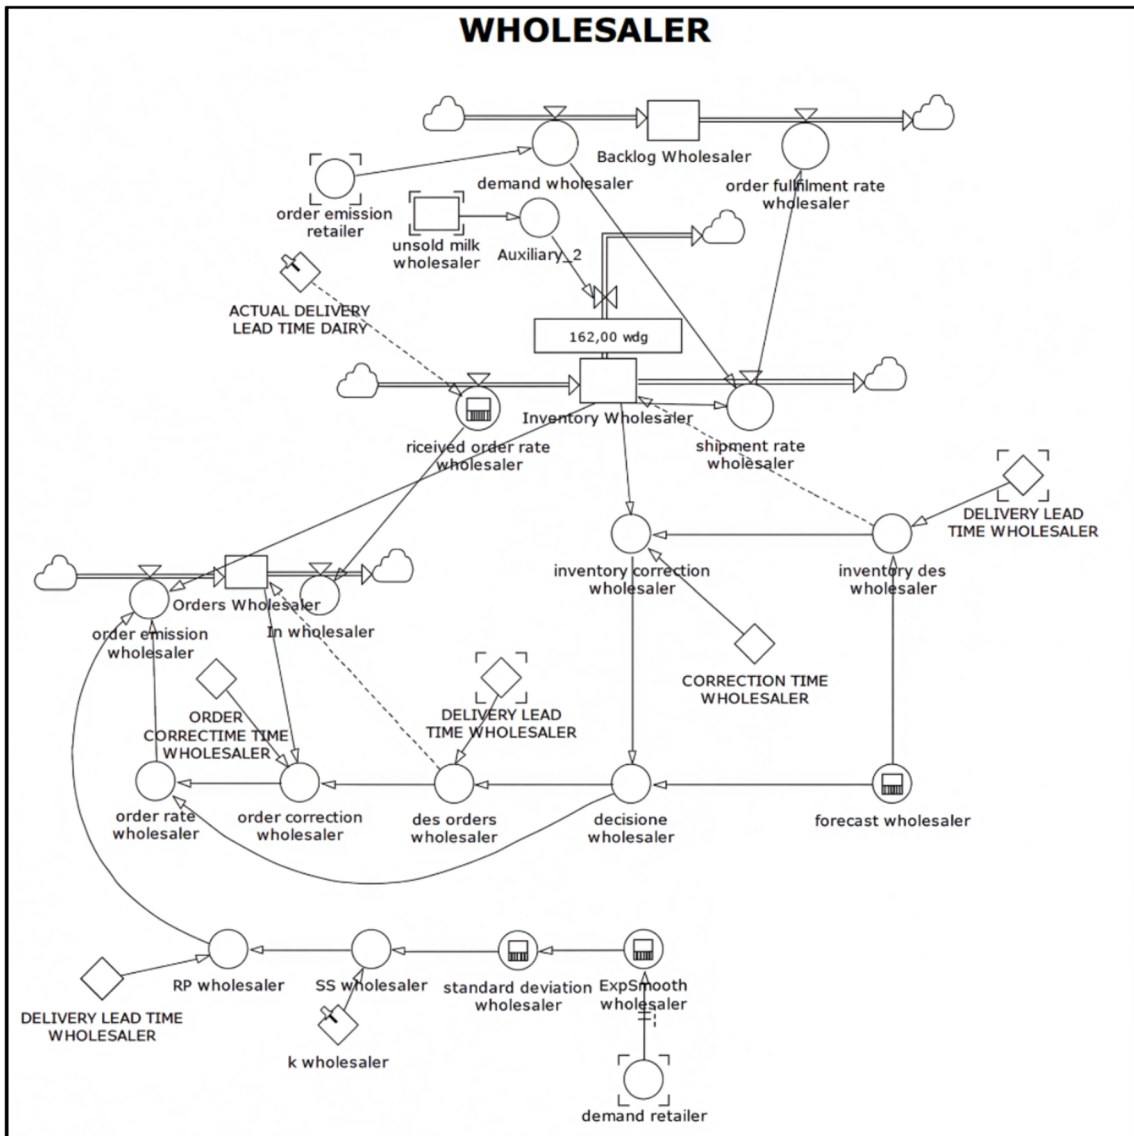 WHOLESALER
Backlog Wholesaler
demand wholesaler
order fulfilment rate
wholesaler
order emission
retailer
unsold milk
wholesaler
Auxiliary_2
ACTUAL DELIVERY
LEAD TIME DAIRY
162,00 wdg
Inventory Wholesaler
riceived order rate
wholesaler
shipment rate
wholesaler
DELIVERY LEAD
TIME WHOLESALER
inventory correction
wholesaler
inventory des
wholesaler
Orders Wholesaler
order emission
wholesaler
In wholesaler
CORRECTION TIME
WHOLESALER
ORDER
CORRECTIME TIME
WHOLESALER
DELIVERY LEAD
TIME WHOLESALER
order rate
wholesaler
order correction
wholesaler
des orders
wholesaler
decisione
wholesaler
forecast wholesaler
RP wholesaler
SS wholesaler
standard deviation
wholesaler
ExpSmooth
wholesaler
DELIVERY LEAD TIME
WHOLESALER
k wholesaler
demand retailer